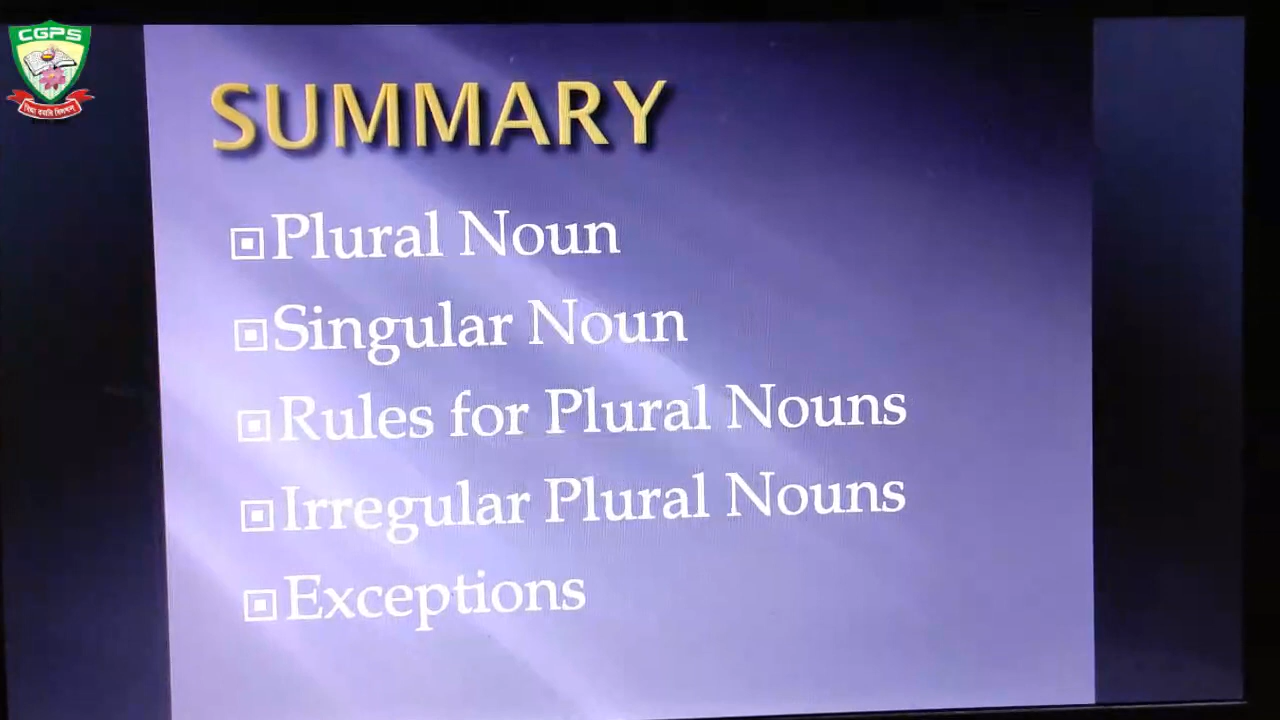 CGPS
SUMMARY
Plural Noun
Singular Noun
Rules for Plural Nouns
Irregular Plural Nouns
Exceptions